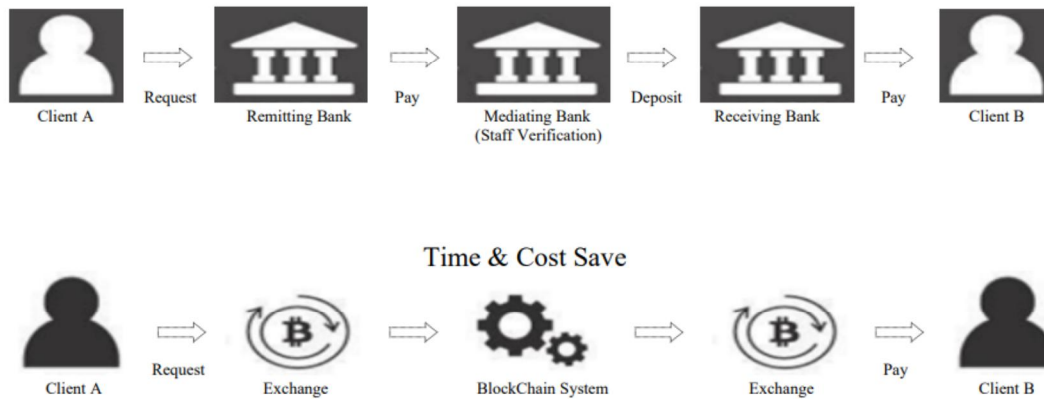 Request
Pay
Deposit
Pay
Client A
Remitting Bank
Mediating Bank
(Staff Verification)
Receiving Bank
Client B
Time & Cost Save
Request
Pay
Client A
Exchange
BlockChain System
Exchange
Client B